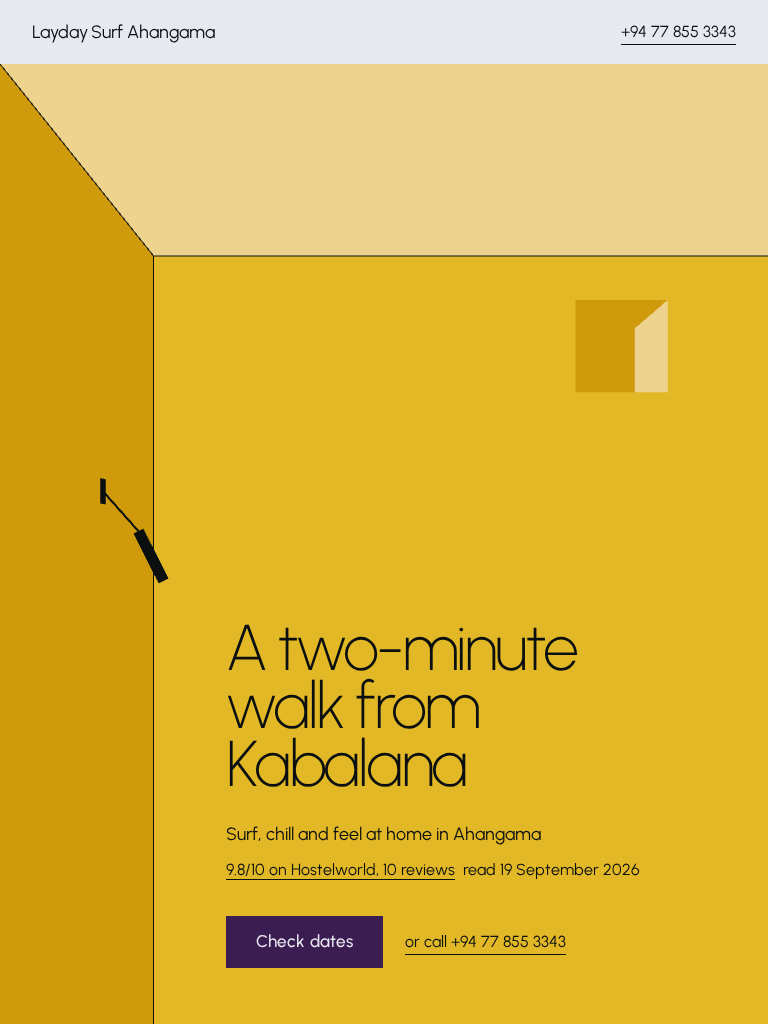 Layday Surf Ahangama
+94 77 855 3343
A two-minute
walk from
Kabalana
Surf, chill and feel at home in Ahangama
9.8/10 on Hostelworld, 10 reviews read 19 September 2026
Check dates
or call +94 77 855 3343